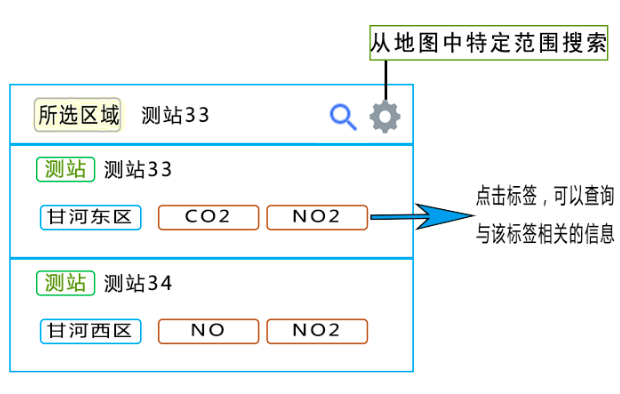 从地图中特定范围搜索
所选区域 测站33
测站 测站33
甘河东区 CO2 NO2
点击标签，可以查询
与该标签相关的信息
测站 测站34
甘河西区 NO NO2